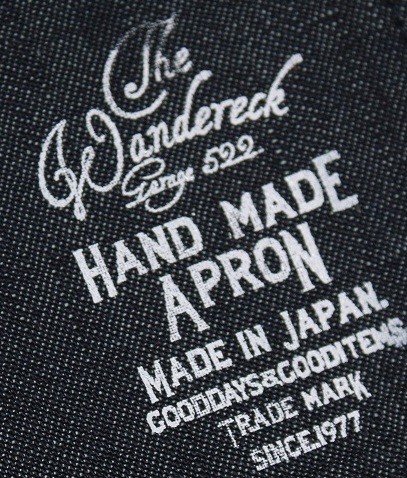 The
Wandereck
Garage 522
HAND MADE
APRON
MADE IN JAPAN.
GOODDAYS&GOODITEMS
TRADE MARK
SINCE.1977